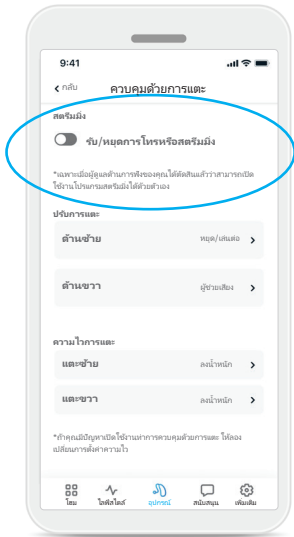 9:41
กลับ ควบคุมด้วยการแตะ
สตรีมมิ่ง
รับ/หยุดการโทรหรือสตรีมมิ่ง
*เฉพาะเมื่อผู้ดูแลด้านการฟังของคุณได้ตัดสินแล้วว่าสามารถเปิด
ใช้งานโปรแกรมสตรีมมิ่งได้ด้วยตัวเอง
ปรับการแตะ
ด้านซ้าย หยุด/เล่นต่อ
ด้านขวา ผู้ช่วยเสียง
ความไวการแตะ
แตะซ้าย ลงน้ำหนัก
แตะขวา ลงน้ำหนัก
*ถ้าคุณมีปัญหาเปิดใช้งานท่าการควบคุมด้วยการแตะ ให้ลอง
เปลี่ยนการตั้งค่าความไว
โฮม ไลฟ์สไตล์ อุปกรณ์ สนับสนุน เพิ่มเติม